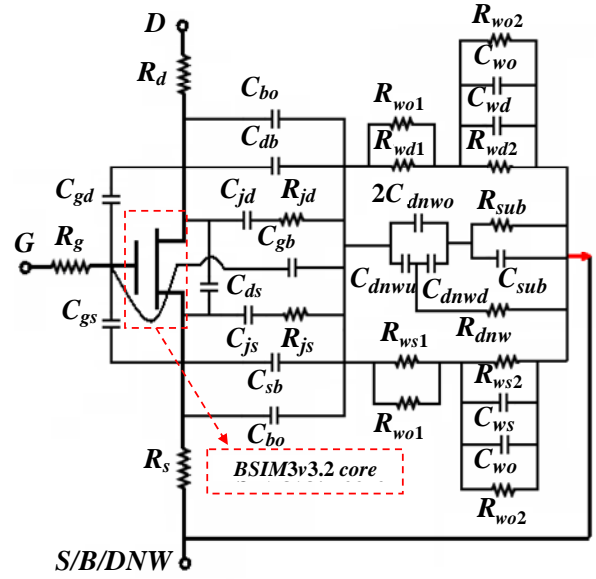 D
R_wo2
R_d
C_wo
C_bo
R_wo1
C_wd
C_db
R_wd1
R_wd2
C_gd
C_jd
R_jd
2C_dnwo
R_sub
G
R_g
C_gb
C_dnwu
C_dnwd
C_sub
C_ds
C_gs
C_js
R_js
R_ws1
R_dnw
C_sb
R_ws2
C_ws
C_bo
R_wo1
C_wo
R_s
BSIM3v3.2 core
R_wo2
S/B/DNW